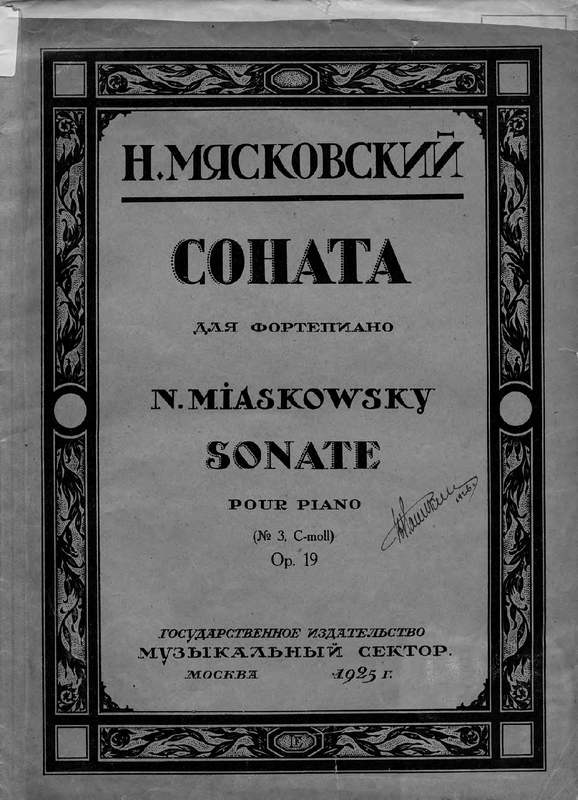 Н. МЯСКОВСКИЙ
СОНАТА
ДЛЯ ФОРТЕПИАНО
N. MIASKOWSKY
SONATE
POUR PIANO
(№ 3, C-moll)
Op. 19
ГОСУДАРСТВЕННОЕ ИЗДАТЕЛЬСТВО
МУЗЫКАЛЬНЫЙ СЕКТОР.
МОСКВА 1925 г.